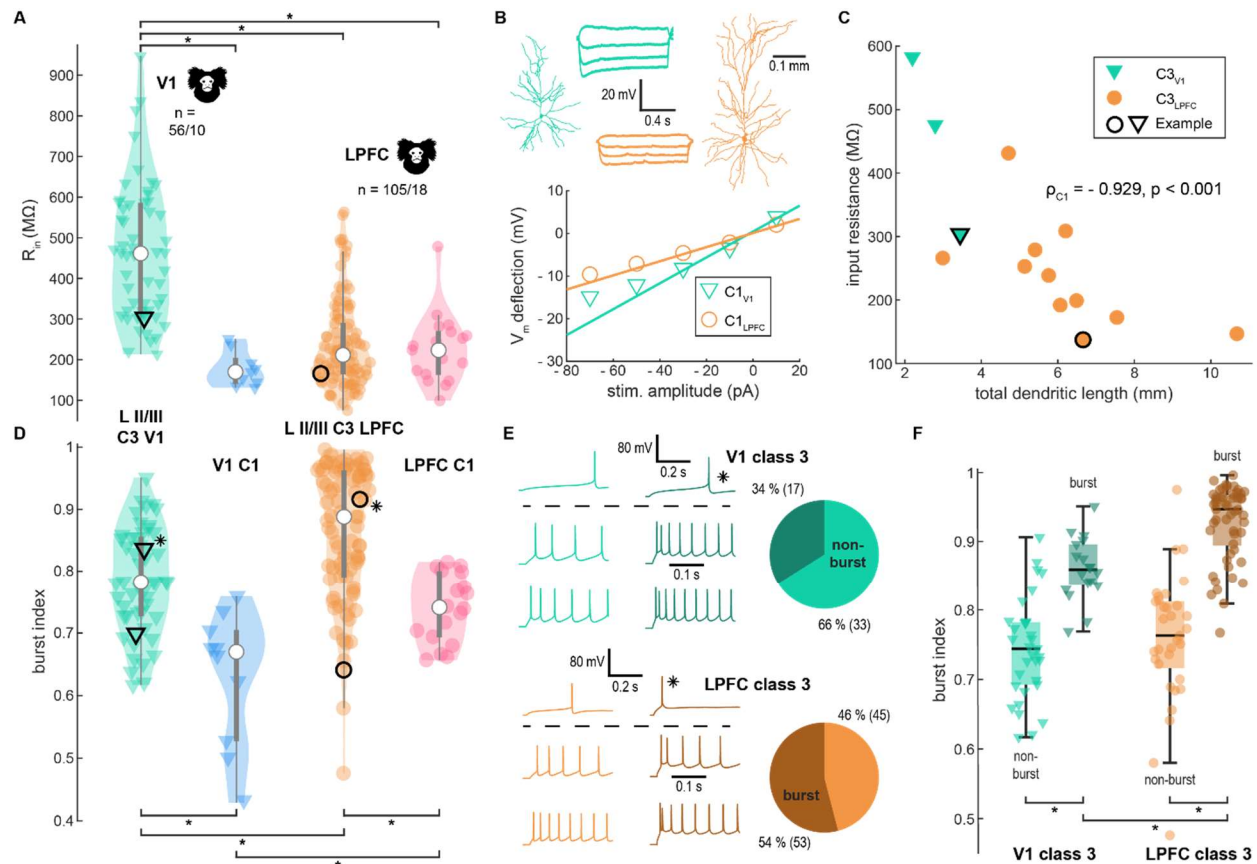 A
*
*
*
900
800
700
600
500
400
300
200
100
R_in (MΩ)
V1
n =
56/10
LPFC
n = 105/18
L II/III
C3 V1
V1 C1
L II/III C3 LPFC
LPFC C1
B
20 mV
0.4 s
0.1 mm
10
0
- 10
- 20
- 30
V_m deflection (mV)
C1_V1
C1_LPFC
-80
- 60
- 40
- 20
0
20
stim. amplitude (pA)
C
600
500
400
300
200
100
input resistance (MΩ)
C3_V1
C3_LPFC
Example
ρ_C1 = - 0.929, p < 0.001
2
4
6
8
10
total dendritic length (mm)
D
1
0.9
0.8
0.7
0.6
0.5
0.4
burst index
*
*
*
*
*
*
E
80 mV
0.2 s
V1 class 3
*
34 % (17)
non-
burst
0.1 s
66 % (33)
80 mV
0.2 s
LPFC class 3
*
46 % (45)
burst
0.1 s
54 % (53)
F
1
0.9
0.8
0.7
0.6
0.5
burst index
burst
burst
non-
burst
non-burst
*
*
*
V1 class 3
LPFC class 3